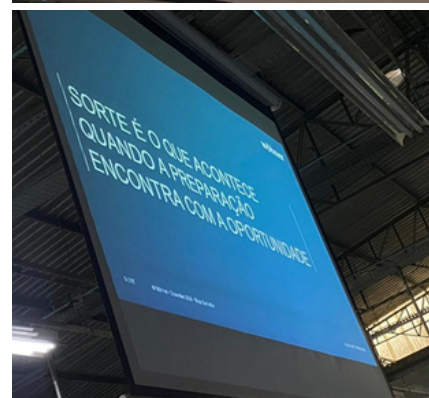 SORTE É O QUE ACONTECE
QUANDO A PREPARAÇÃO
ENCONTRA COM A OPORTUNIDADE